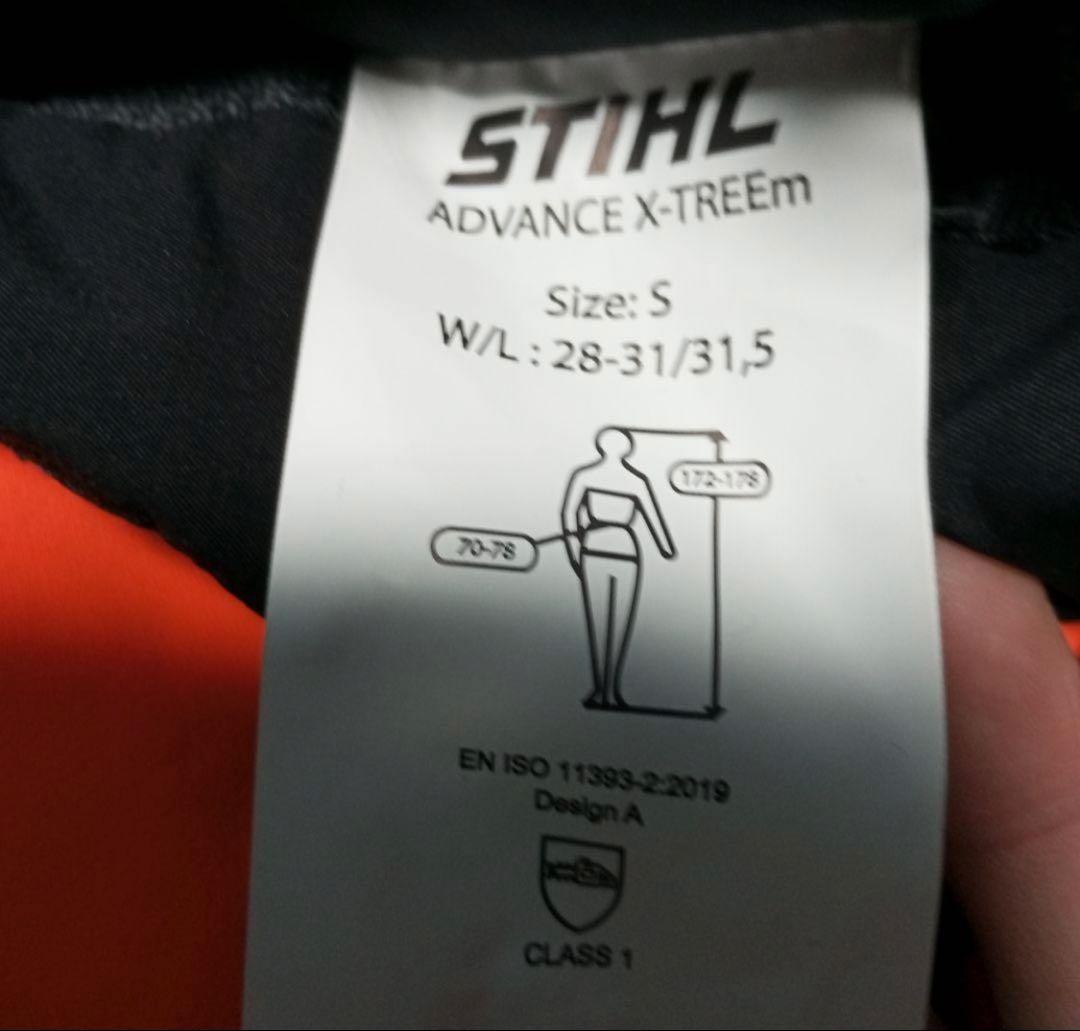 STIHL
ADVANCE X-TREEm
Size: S
W/L : 28-31/31,5
172-178
70-78
EN ISO 11393-2:2019
Design A
CLASS 1